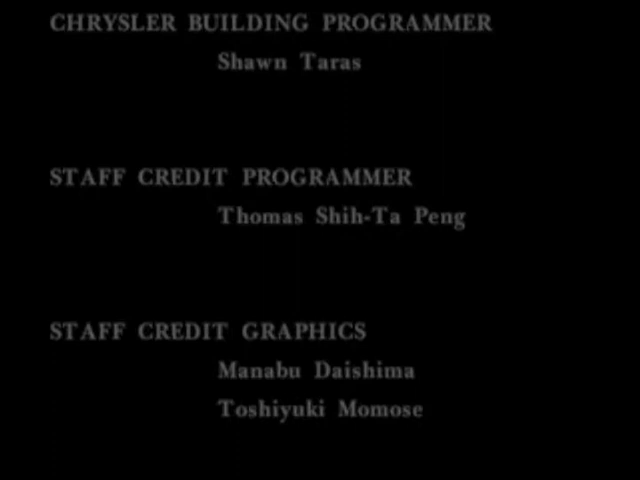 CHRYSLER BUILDING PROGRAMMER
Shawn Taras
STAFF CREDIT PROGRAMMER
Thomas Shih-Ta Peng
STAFF CREDIT GRAPHICS
Manabu Daishima
Toshiyuki Momose